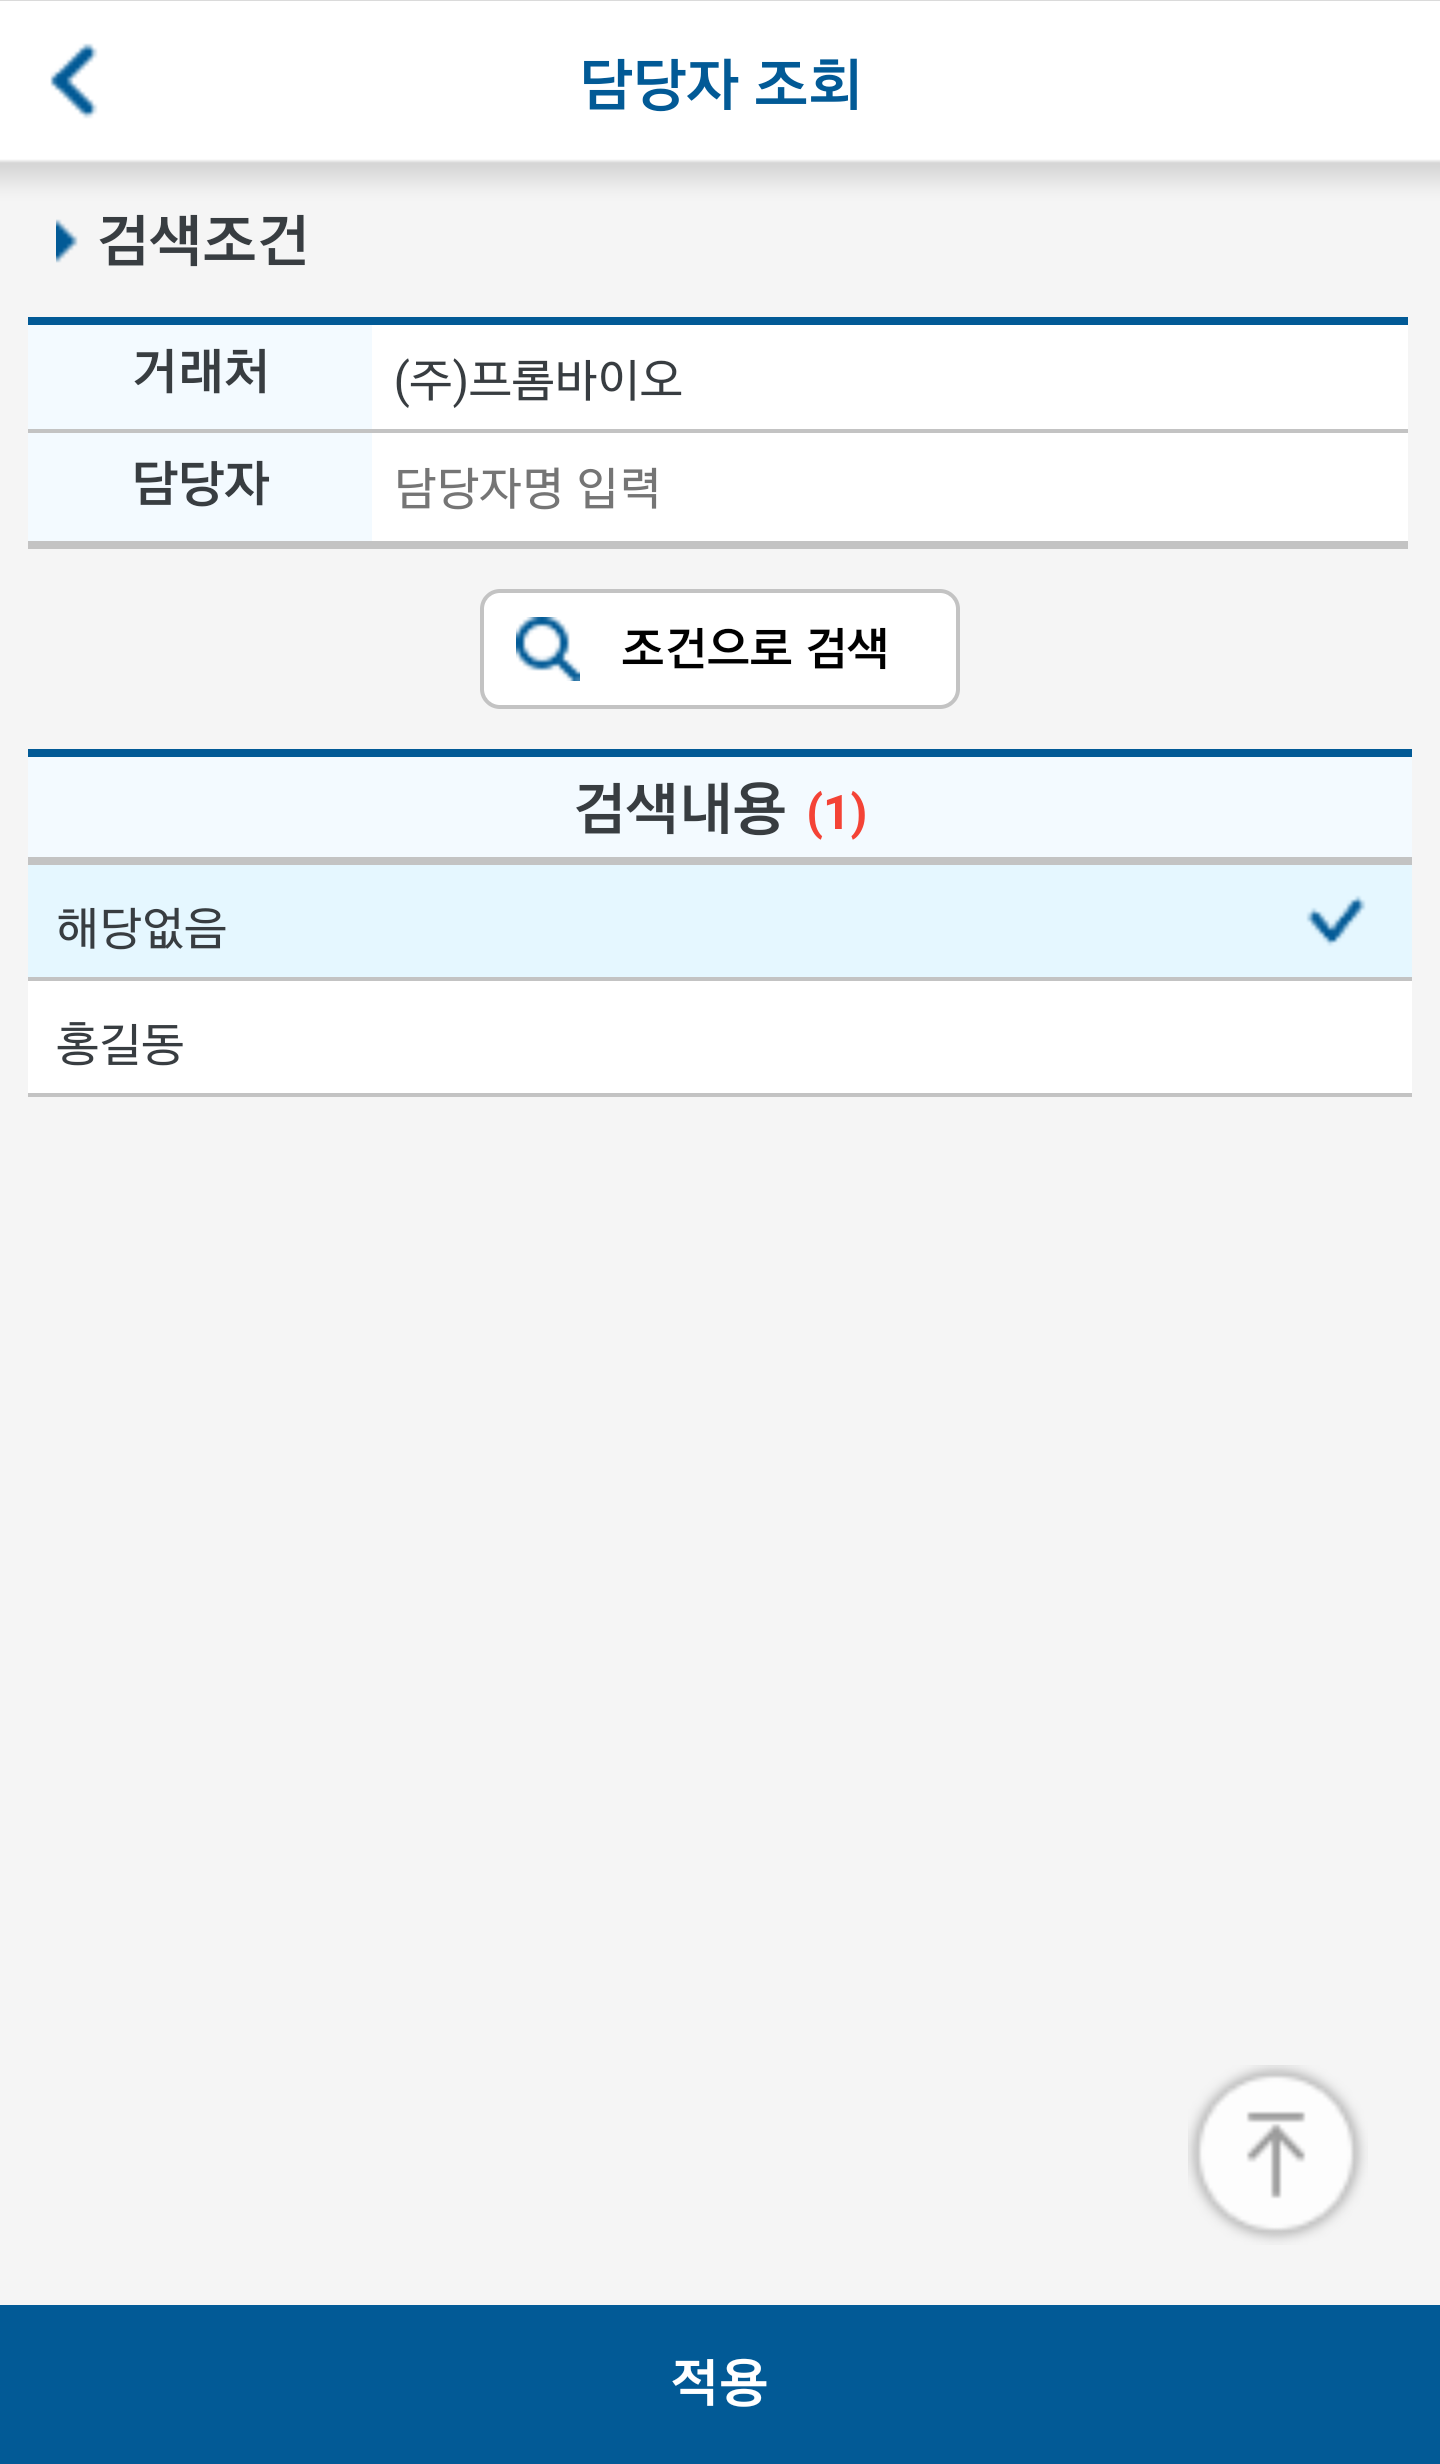 담당자 조회
검색조건
거래처 (주)프롬바이오
담당자 담당자명 입력
조건으로 검색
검색내용 (1)
해당없음
홍길동
적용